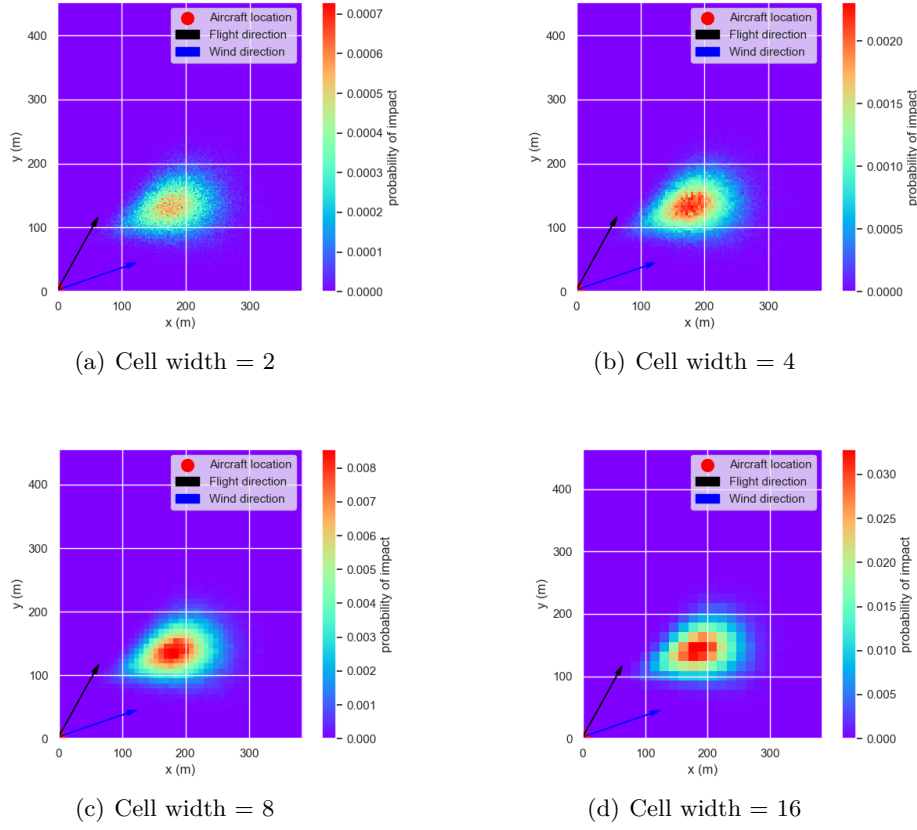 Aircraft location
Flight direction
Wind direction
400
300
200
100
0
y (m)
0
100
200
300
x (m)
0.0007
0.0006
0.0005
0.0004
0.0003
0.0002
0.0001
0.0000
probability of impact
(a) Cell width = 2
Aircraft location
Flight direction
Wind direction
400
300
200
100
0
y (m)
0
100
200
300
x (m)
0.0020
0.0015
0.0010
0.0005
0.0000
probability of impact
(b) Cell width = 4
Aircraft location
Flight direction
Wind direction
400
300
200
100
0
y (m)
0
100
200
300
x (m)
0.008
0.007
0.006
0.005
0.004
0.003
0.002
0.001
0.000
probability of impact
(c) Cell width = 8
Aircraft location
Flight direction
Wind direction
400
300
200
100
0
y (m)
0
100
200
300
x (m)
0.030
0.025
0.020
0.015
0.010
0.005
0.000
probability of impact
(d) Cell width = 16